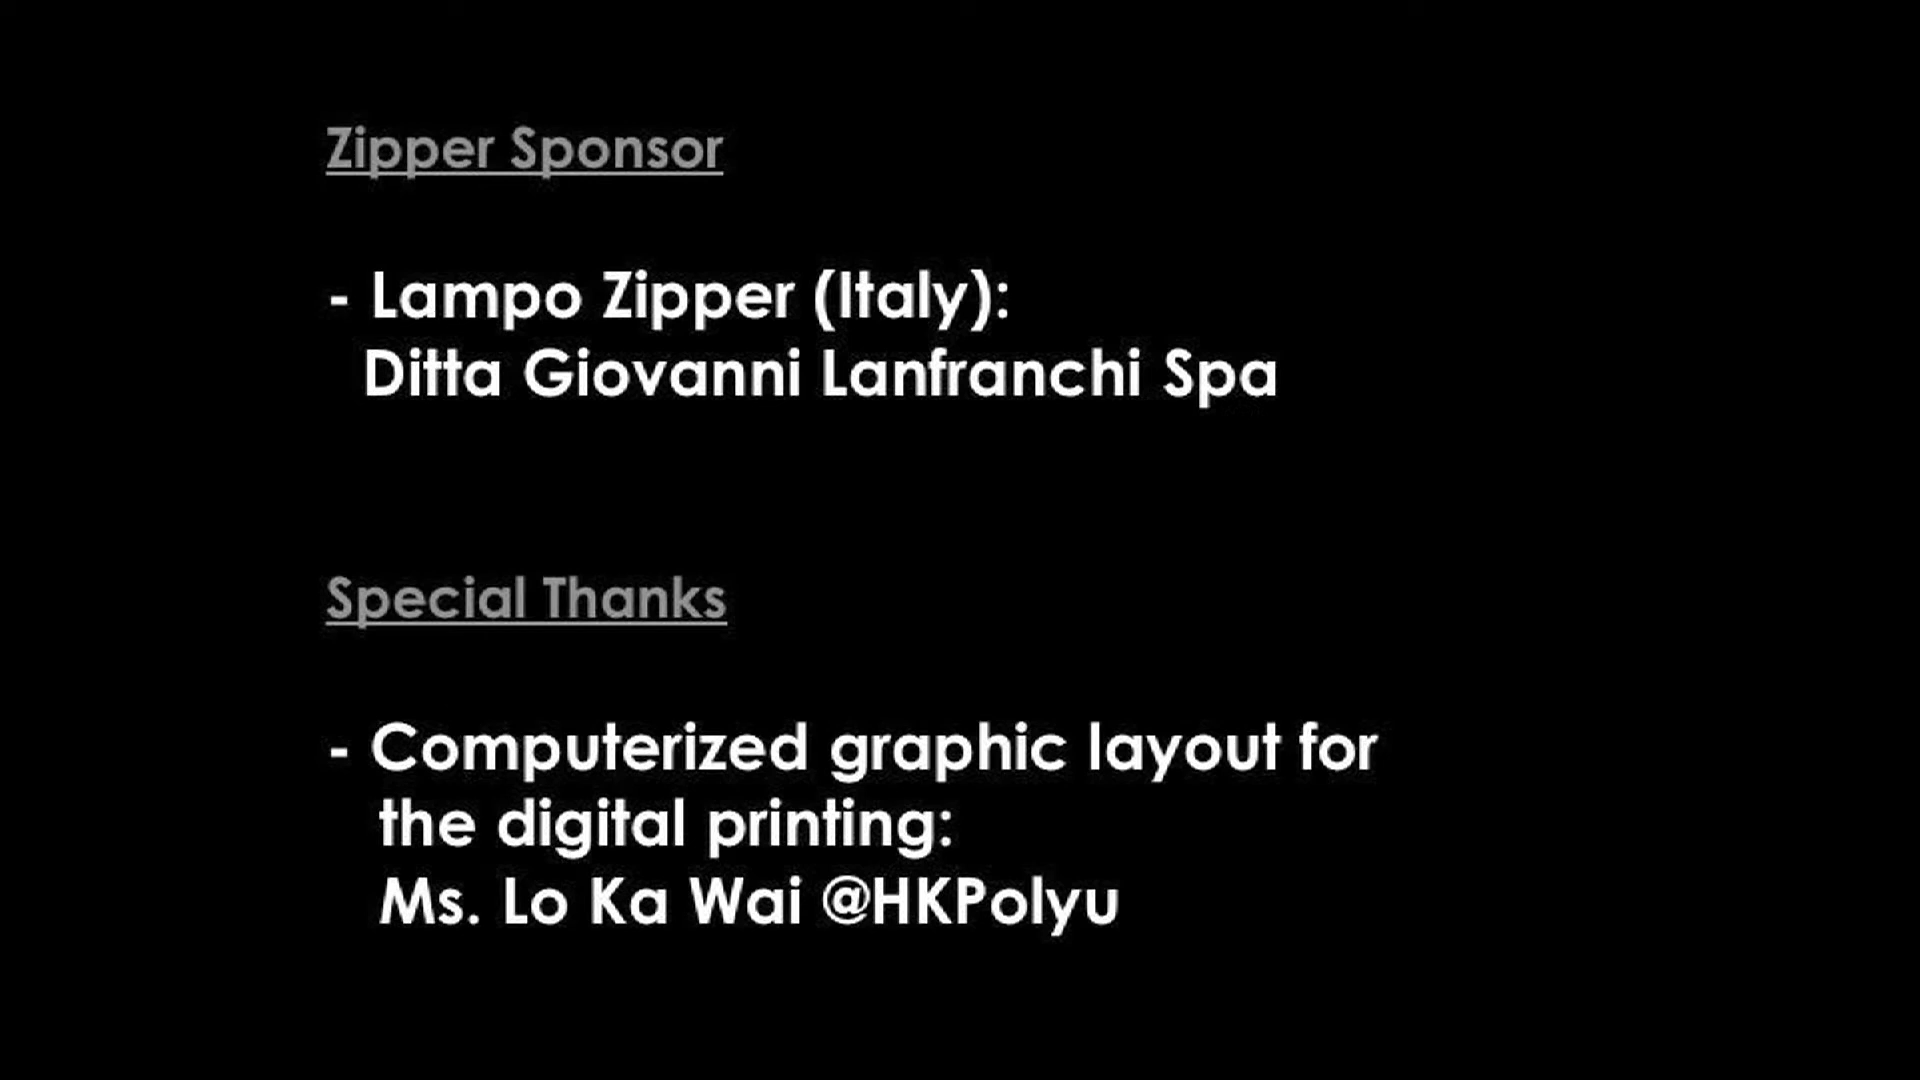 Zipper Sponsor
- Lampo Zipper (Italy):
Ditta Giovanni Lanfranchi Spa
Special Thanks
- Computerized graphic layout for
the digital printing:
Ms. Lo Ka Wai @HKPolyu